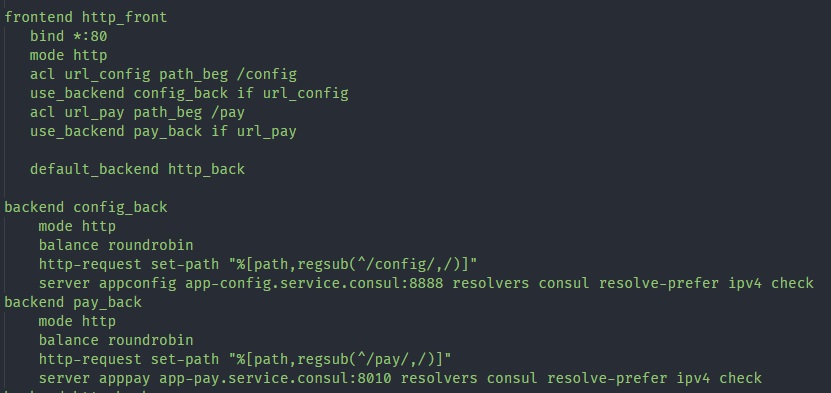 frontend http_front
bind *:80
mode http
acl url_config path_beg /config
use_backend config_back if url_config
acl url_pay path_beg /pay
use_backend pay_back if url_pay
default_backend http_back
backend config_back
mode http
balance roundrobin
http-request set-path "%[path,regsub(^/config/,/)]"
server appconfig app-config.service.consul:8888 resolvers consul resolve-prefer ipv4 check
backend pay_back
mode http
balance roundrobin
http-request set-path "%[path,regsub(^/pay/,/)]"
server apppay app-pay.service.consul:8010 resolvers consul resolve-prefer ipv4 check